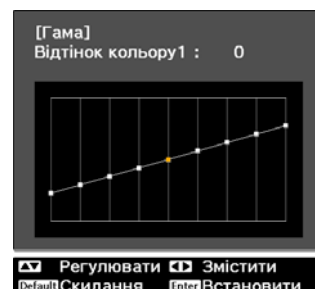 [Гама]
Відтінок кольору1 : 0
Регулювати Змістити
Default Скидання Enter Встановити